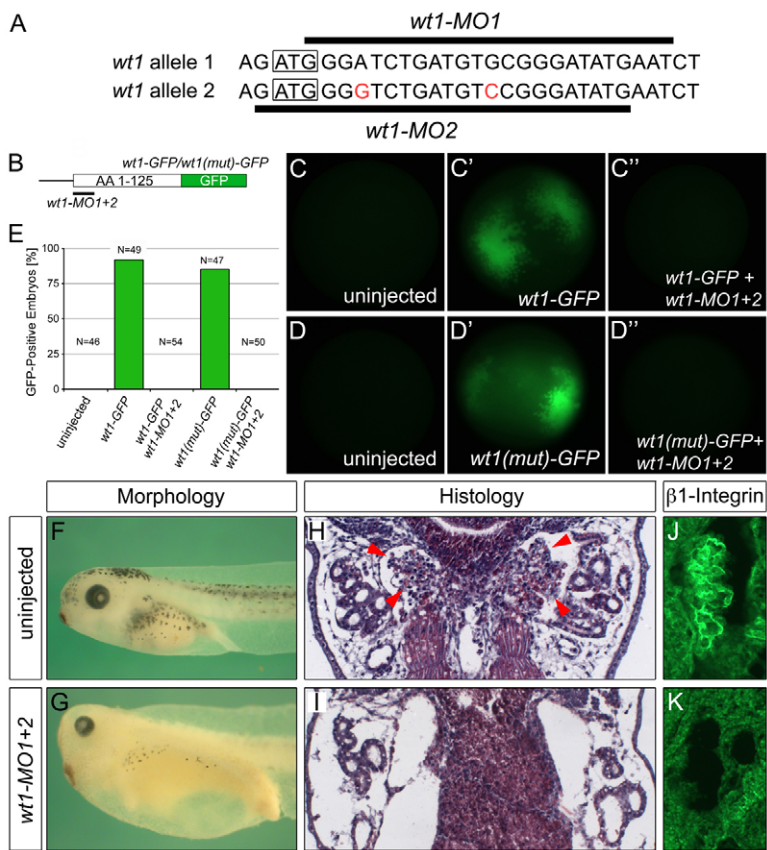 A
wt1-MO1
wt1 allele 1 AG ATG GGATCTGATGTGCGGGATATGAATCT
wt1 allele 2 AG ATG GGGTCTGATGTCCGGGATATGAATCT
wt1-MO2
B
wt1-GFP/wt1(mut)-GFP
AA 1-125 GFP
wt1-MO1+2
C
uninjected
C'
wt1-GFP
C''
wt1-GFP +
wt1-MO1+2
D
uninjected
D'
wt1(mut)-GFP
D''
wt1(mut)-GFP+
wt1-MO1+2
E
GFP-Positive Embryos [%]
100
75
50
25
0
N=46
N=49
N=54
N=47
N=50
uninjected
wt1-GFP
wt1-GFP
wt1-MO1+2
wt1(mut)-GFP
wt1(mut)-GFP
wt1-MO1+2
Morphology
Histology
β1-Integrin
uninjected
F
H
J
wt1-MO1+2
G
I
K